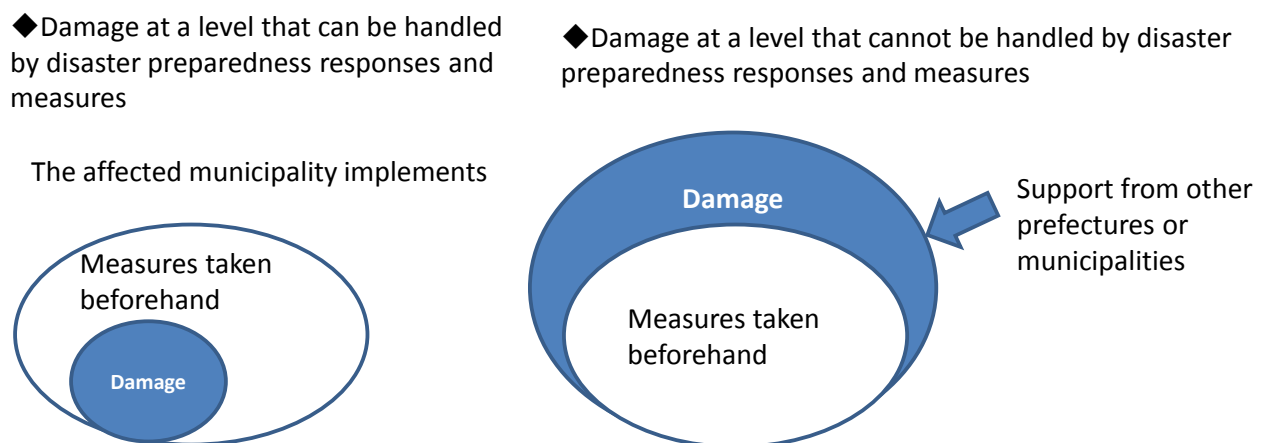 ◆Damage at a level that can be handled
by disaster preparedness responses and
measures
The affected municipality implements
Measures taken
beforehand
Damage
◆Damage at a level that cannot be handled by disaster
preparedness responses and measures
Damage
Support from other
prefectures or
municipalities
Measures taken
beforehand